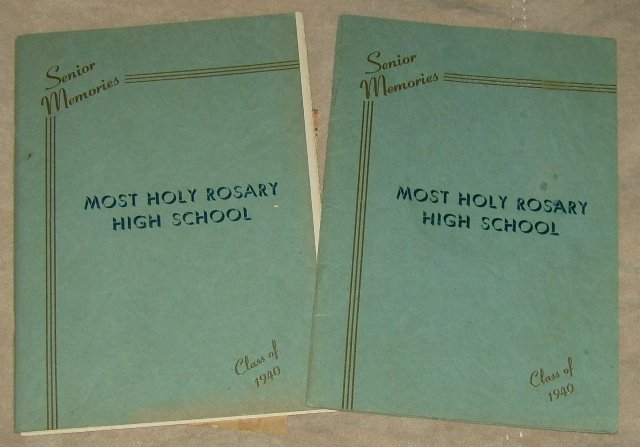 Senior
Memories
MOST HOLY ROSARY
HIGH SCHOOL
Class of
1940
Senior
Memories
MOST HOLY ROSARY
HIGH SCHOOL
Class of
1940